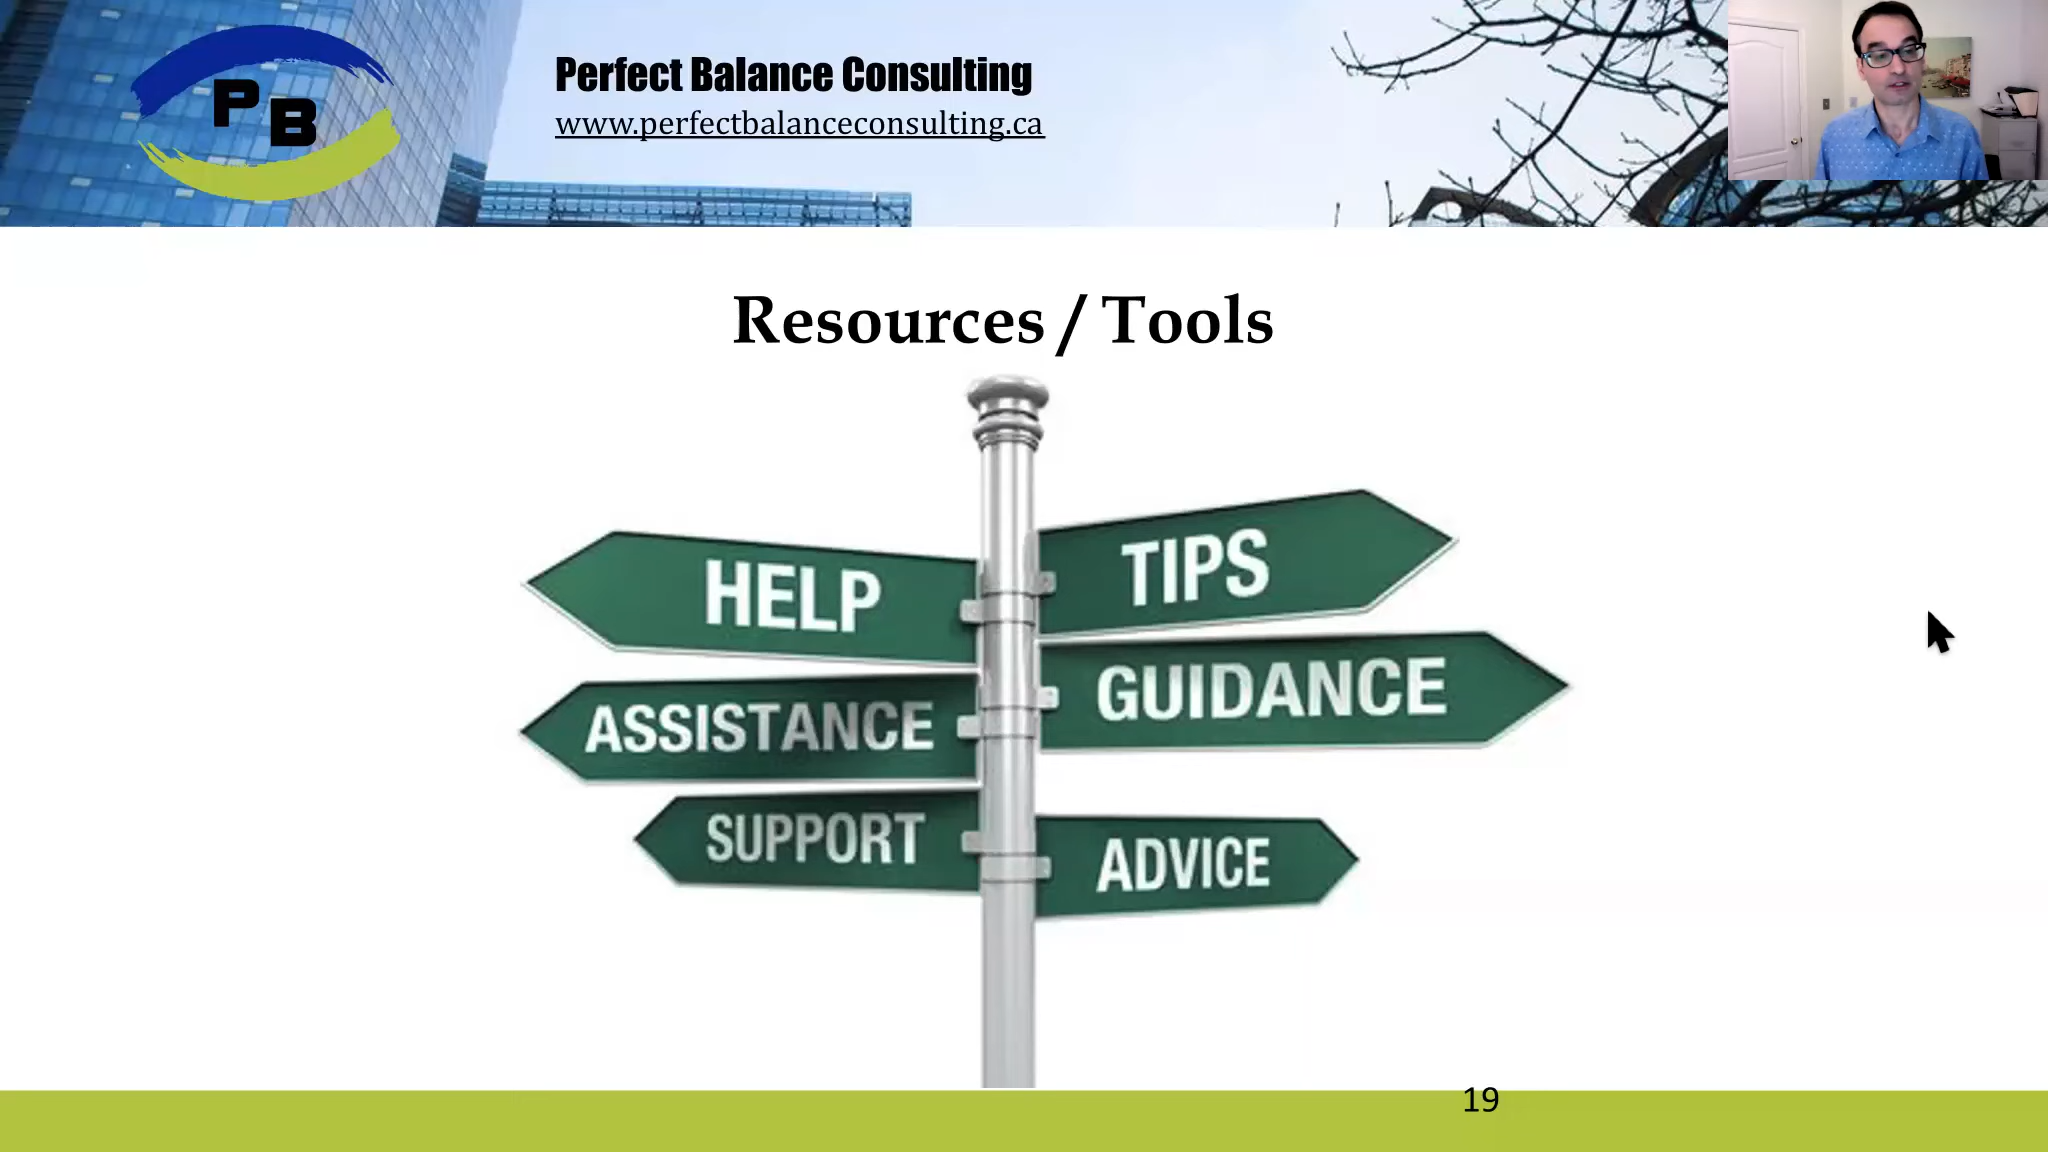 PB
Perfect Balance Consulting
www.perfectbalanceconsulting.ca
Resources / Tools
HELP
TIPS
ASSISTANCE
GUIDANCE
SUPPORT
ADVICE
19